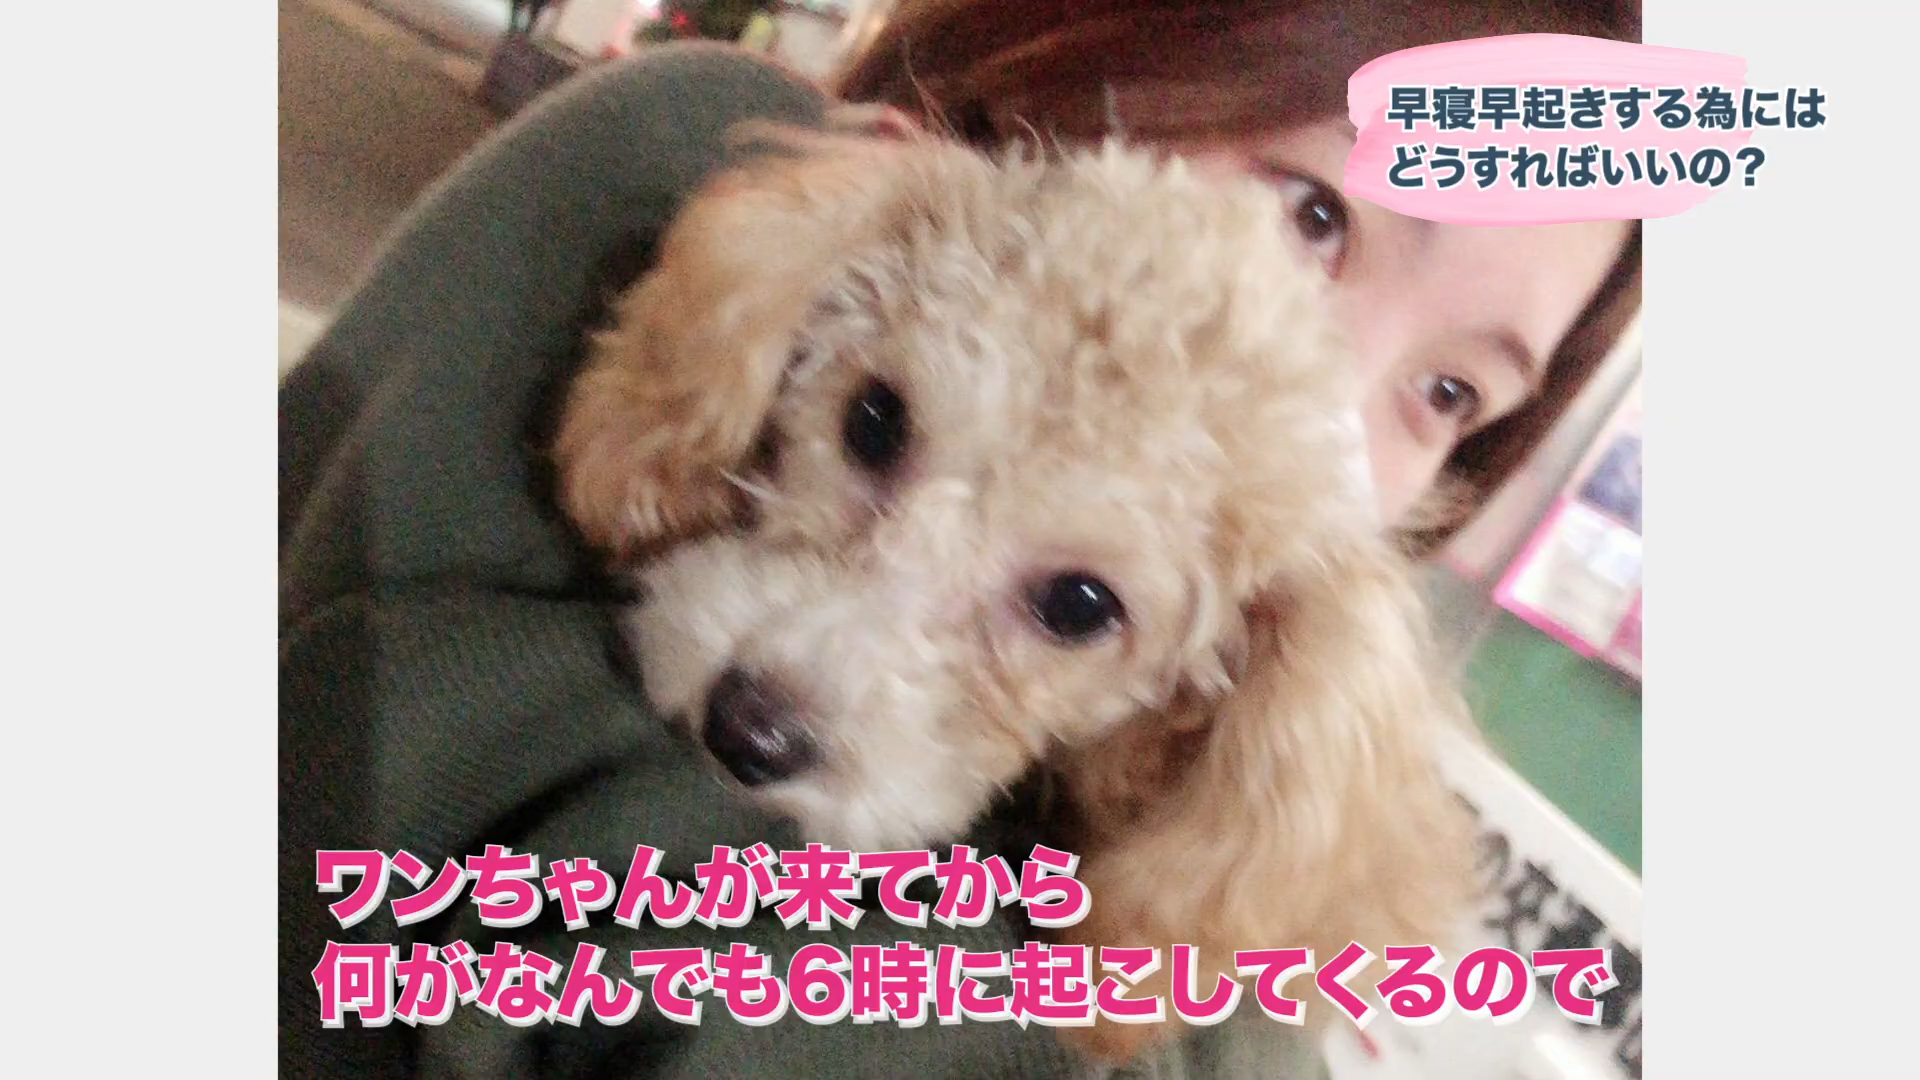 早寝早起きする為には
どうすればいいの？
ワンちゃんが来てから
何がなんでも6時に起こしてくるので